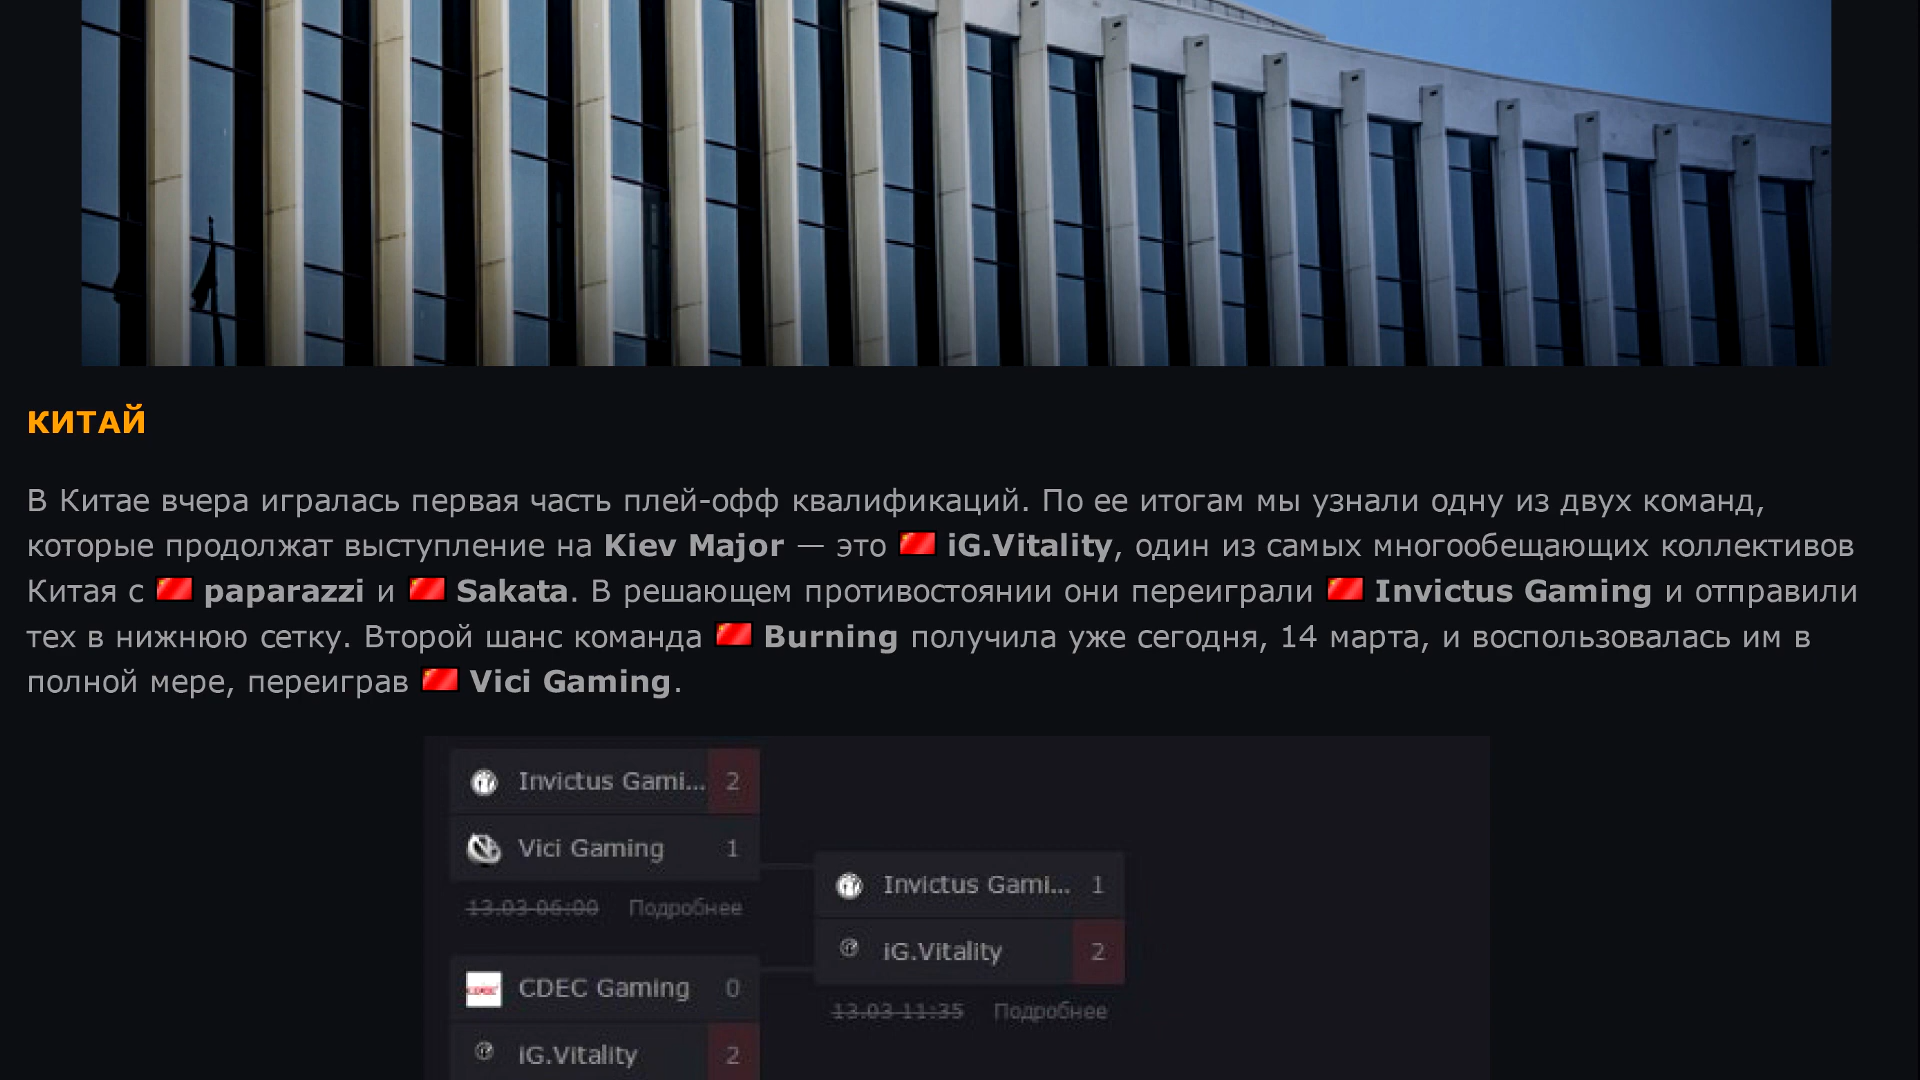 КИТАЙ
В Китае вчера игралась первая часть плей-офф квалификаций. По ее итогам мы узнали одну из двух команд,
которые продолжат выступление на Kiev Major — это iG.Vitality, один из самых многообещающих коллективов
Китая с paparazzi и Sakata. В решающем противостоянии они переиграли Invictus Gaming и отправили
тех в нижнюю сетку. Второй шанс команда Burning получила уже сегодня, 14 марта, и воспользовалась им в
полной мере, переиграв Vici Gaming.
Invictus Gami... 2
Vici Gaming 1
13.03 06:00 Подробнее
Invictus Gami... 1
iG.Vitality 2
13.03 11:35 Подробнее
CDEC Gaming 0
iG.Vitality 2